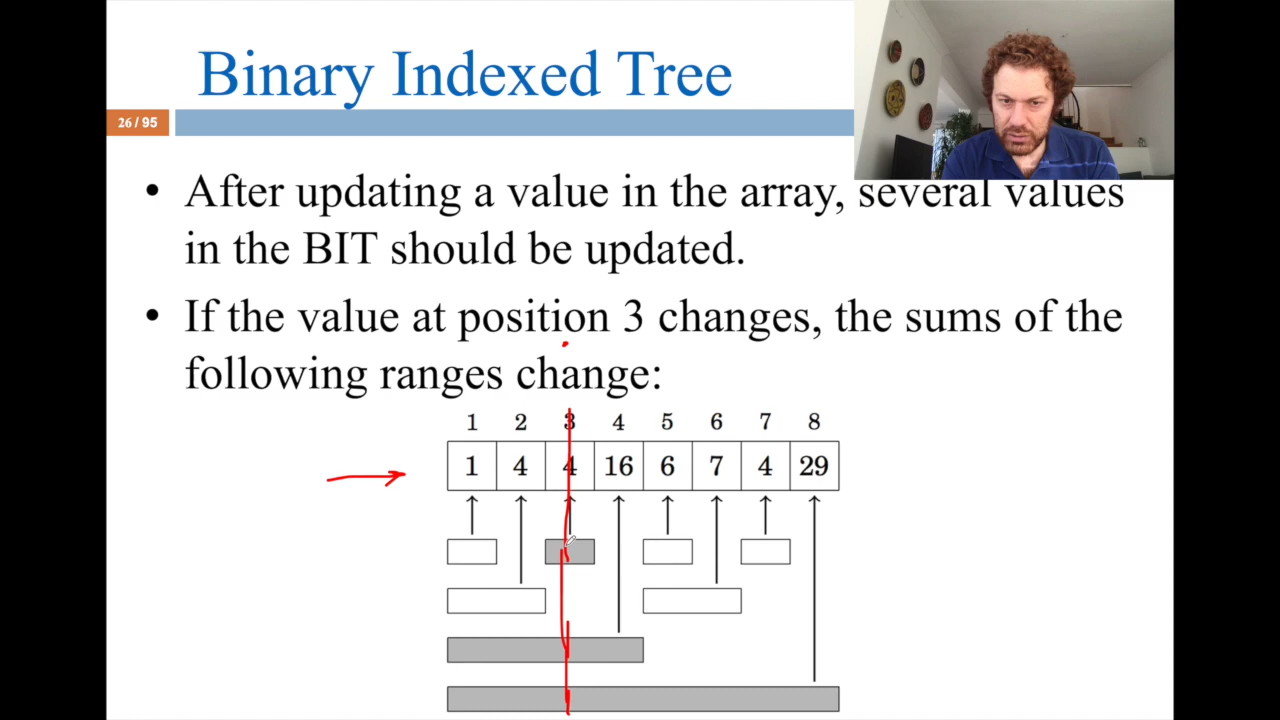 Binary Indexed Tree
26 / 95
• After updating a value in the array, several values
in the BIT should be updated.
• If the value at position 3 changes, the sums of the
following ranges change:
1 2 3 4 5 6 7 8
1 4 4 16 6 7 4 29